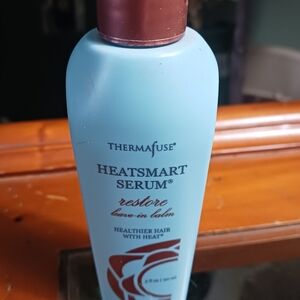 THERMAFUSE®
HEATSMART
SERUM®
restore
leave-in balm
HEALTHIER HAIR
WITH HEAT®